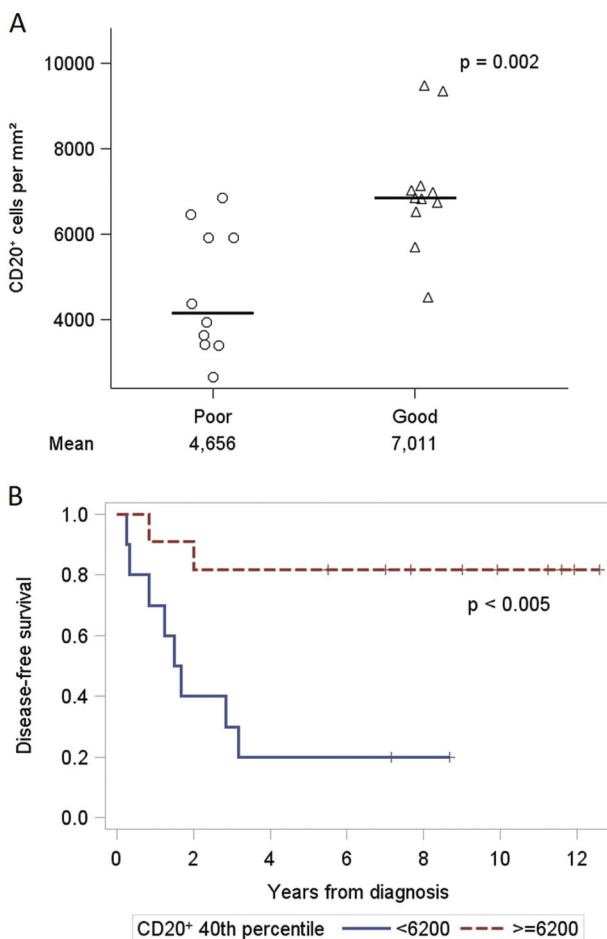 A
CD20⁺ cells per mm²
10000
8000
6000
4000
p = 0.002
Poor Good
Mean 4,656 7,011
B
Disease-free survival
1.0
0.8
0.6
0.4
0.2
0.0
p < 0.005
0 2 4 6 8 10 12
Years from diagnosis
CD20⁺ 40th percentile <6200 >=6200